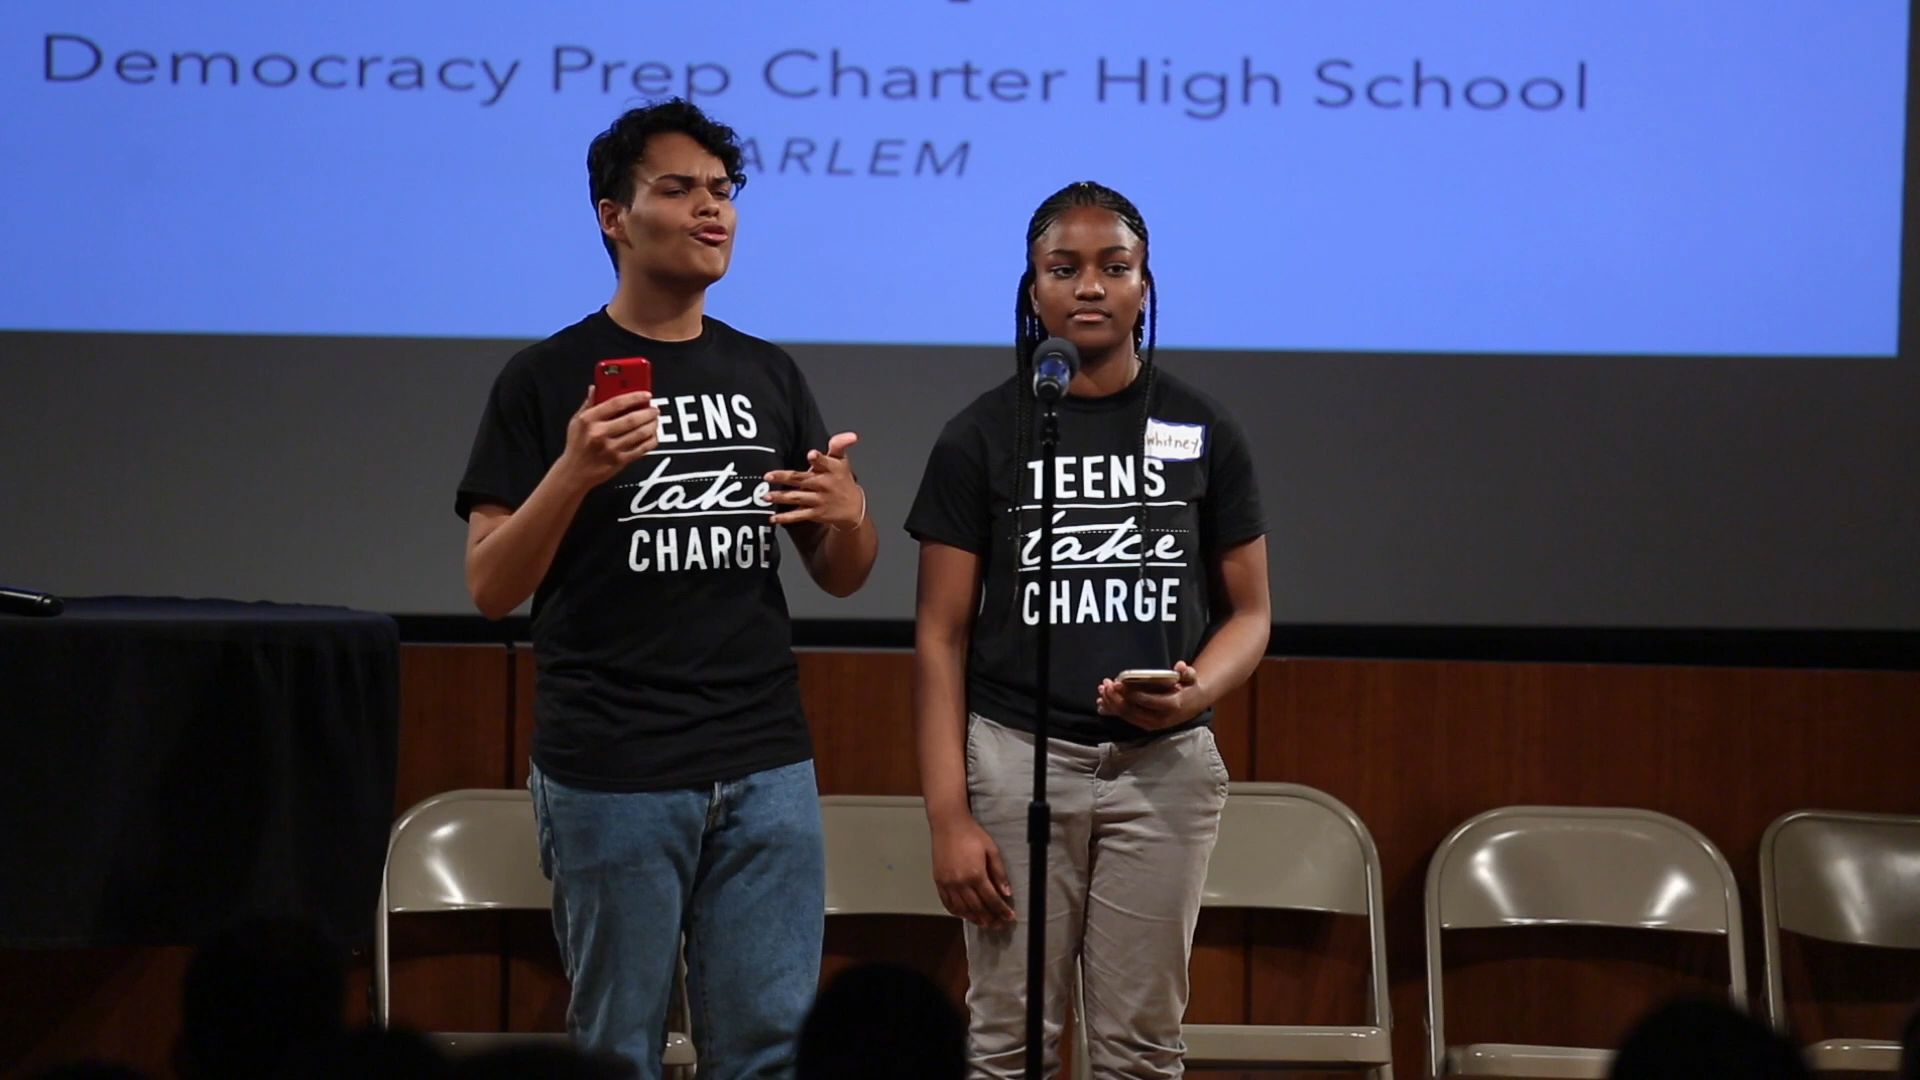 Democracy Prep Charter High School
ARLEM
EENS
take
CHARGE
whitney
TEENS
take
CHARGE